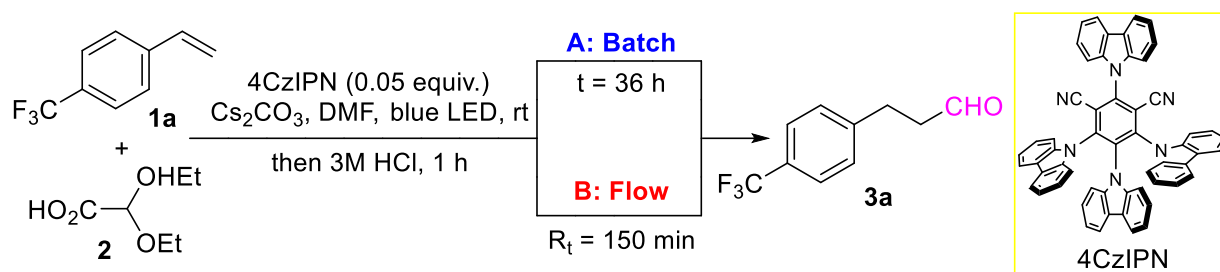 F3C
1a
+
HO2C
OHEt
OEt
2
4CzIPN (0.05 equiv.)
Cs2CO3, DMF, blue LED, rt
then 3M HCl, 1 h
A: Batch
t = 36 h
B: Flow
Rt = 150 min
CHO
F3C
3a
N
NC
CN
N
N
N
4CzIPN